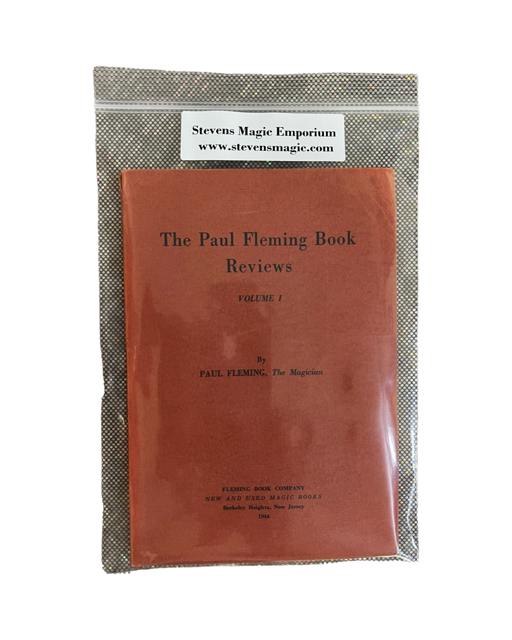 Stevens Magic Emporium
www.stevensmagic.com
The Paul Fleming Book
Reviews
VOLUME I
By
PAUL FLEMING, The Magician
FLEMING BOOK COMPANY
NEW AND USED MAGIC BOOKS
Berkeley Heights, New Jersey
1944